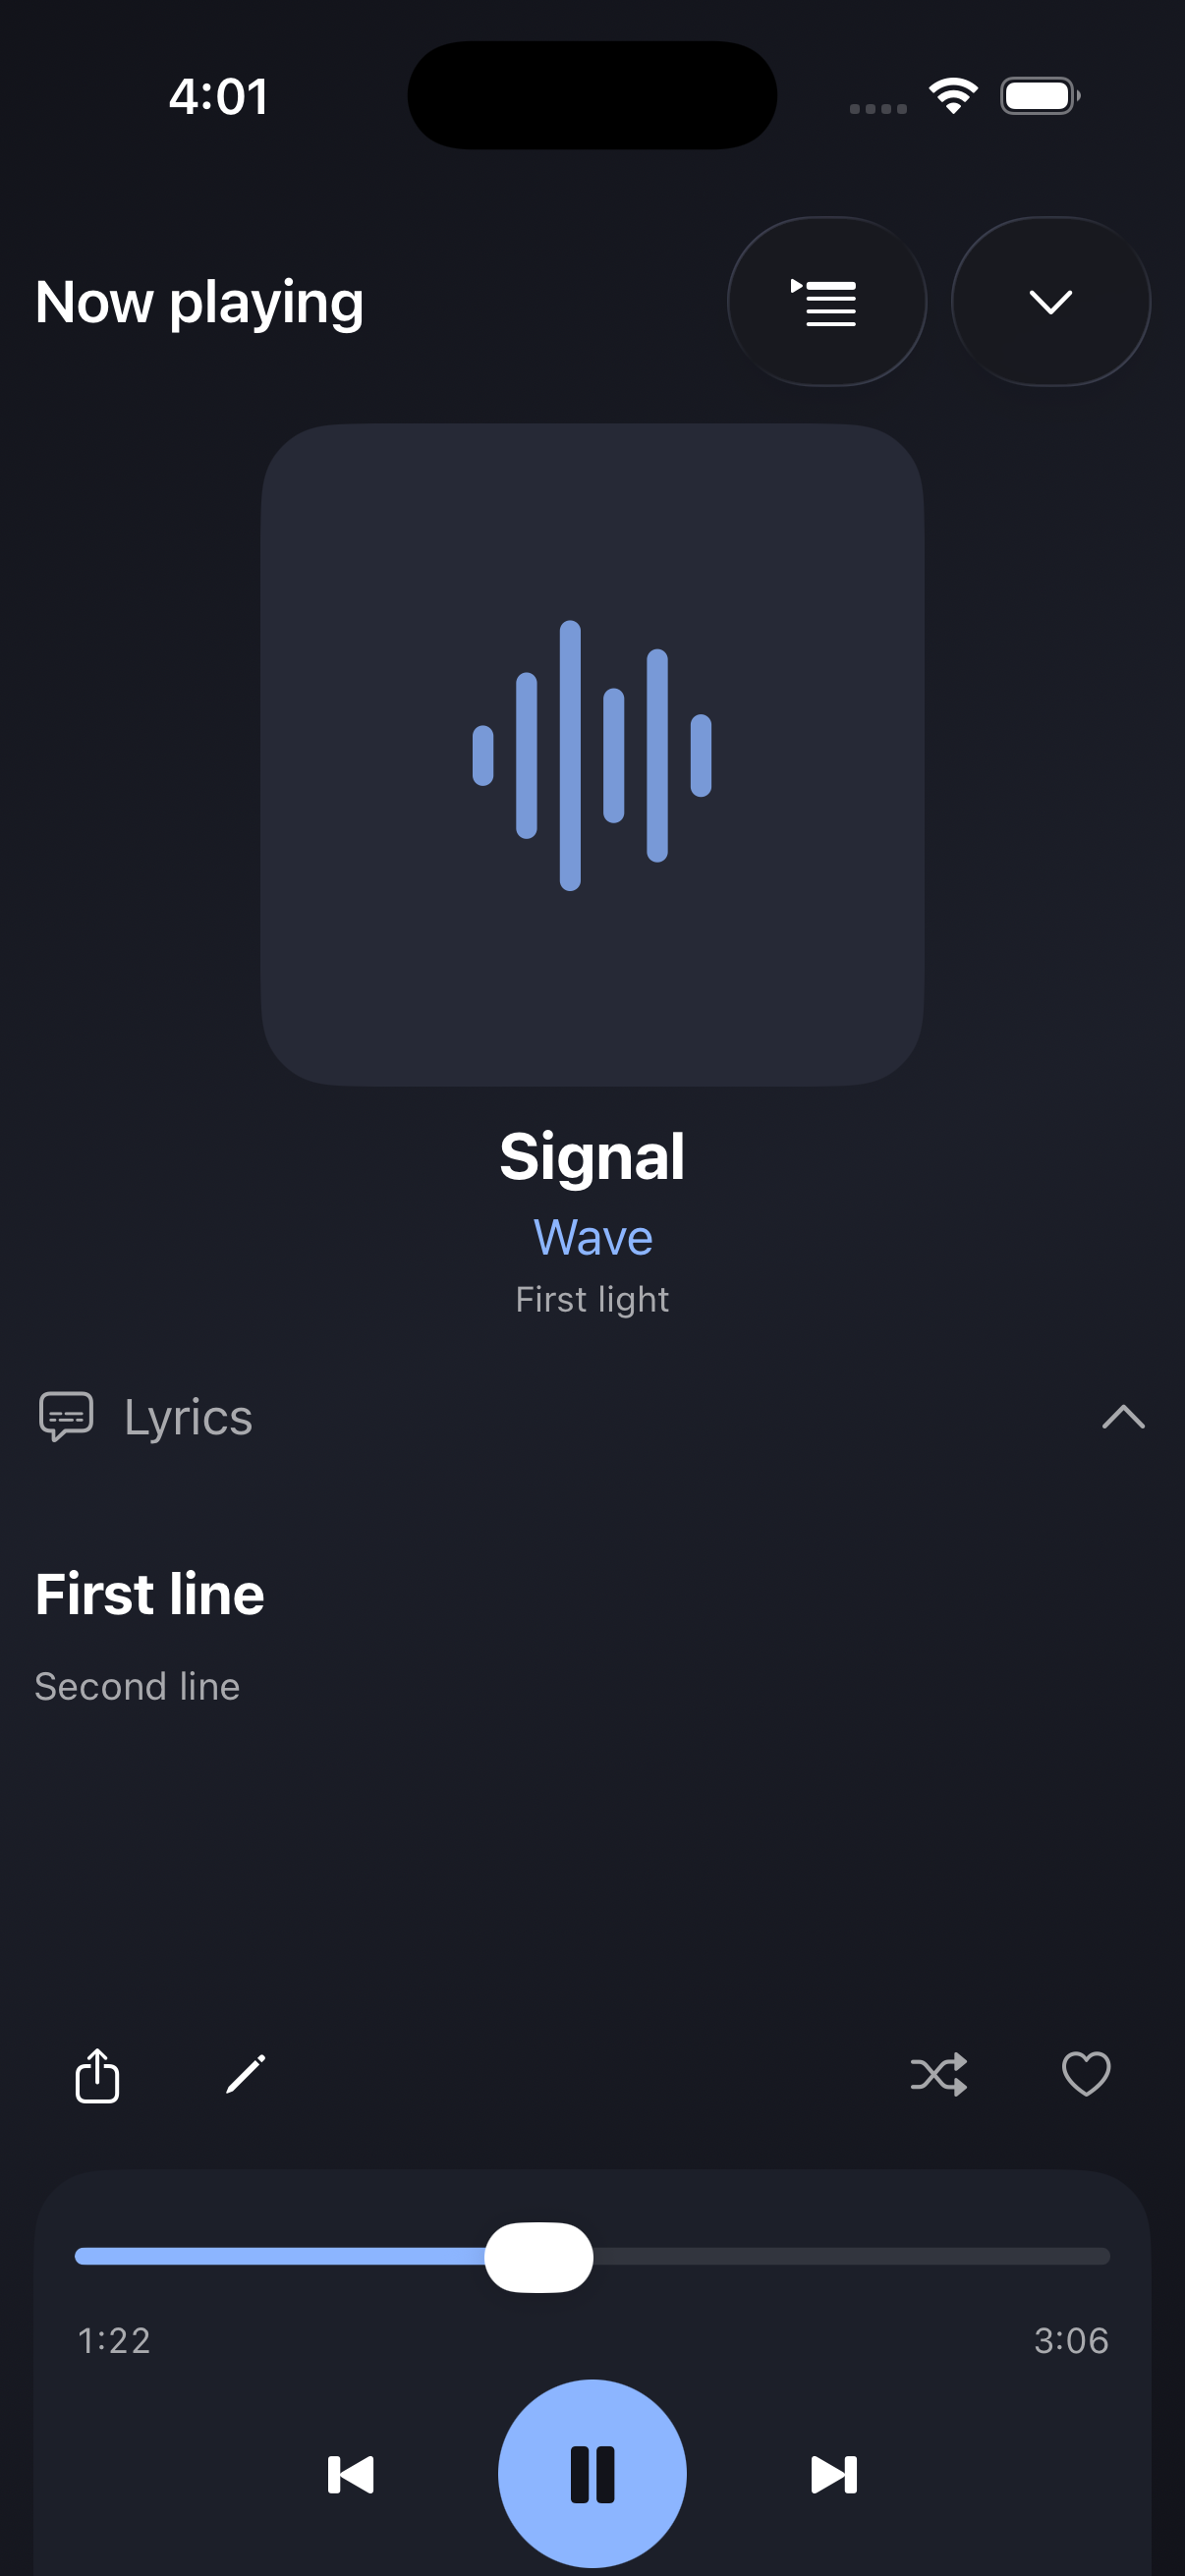 4:01
Now playing
Signal
Wave
First light
Lyrics
First line
Second line
1:22
3:06